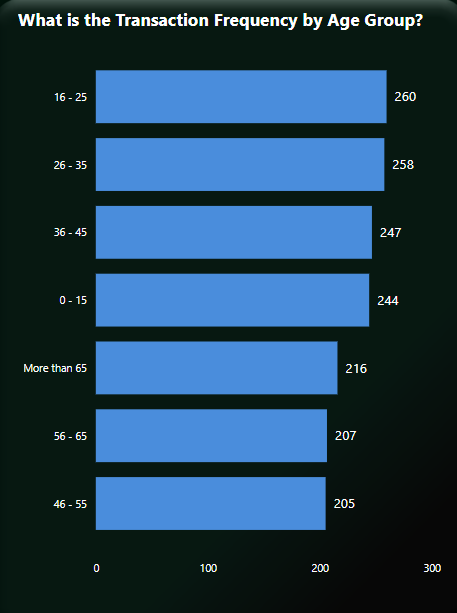 What is the Transaction Frequency by Age Group?
16 - 25 260
26 - 35 258
36 - 45 247
0 - 15 244
More than 65 216
56 - 65 207
46 - 55 205
0 100 200 300